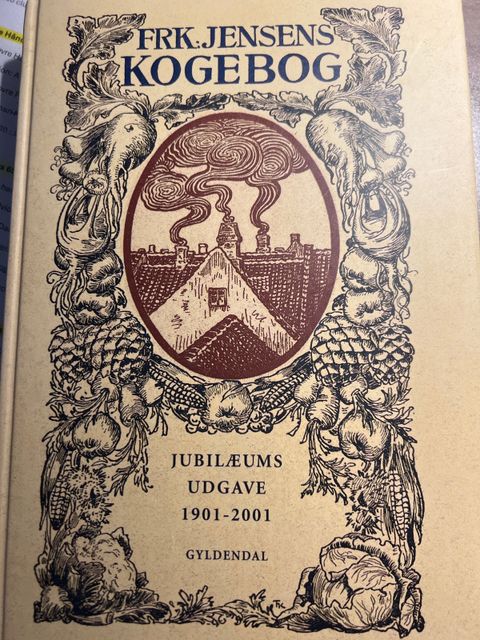 FRK. JENSENS
KOGEBOG
JUBILÆUMS
UDGAVE
1901-2001
GYLDENDAL